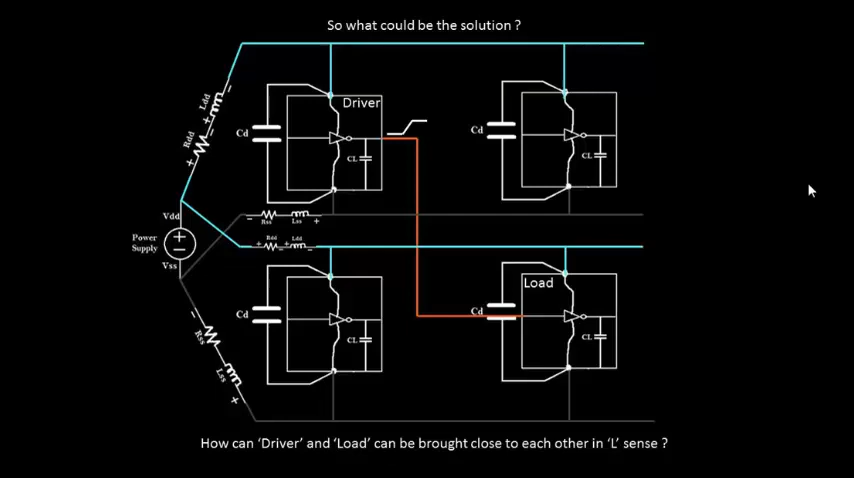 So what could be the solution ?
Driver
Cd
CL
Cd
CL
Ldd
Rdd
+
+
Vdd
Rss
Lss
+
Power
Supply
+
Rdd
Ldd
+
+
Vss
Cd
CL
Load
Cd
CL
Rss
Lss
+
How can 'Driver' and 'Load' can be brought close to each other in 'L' sense ?